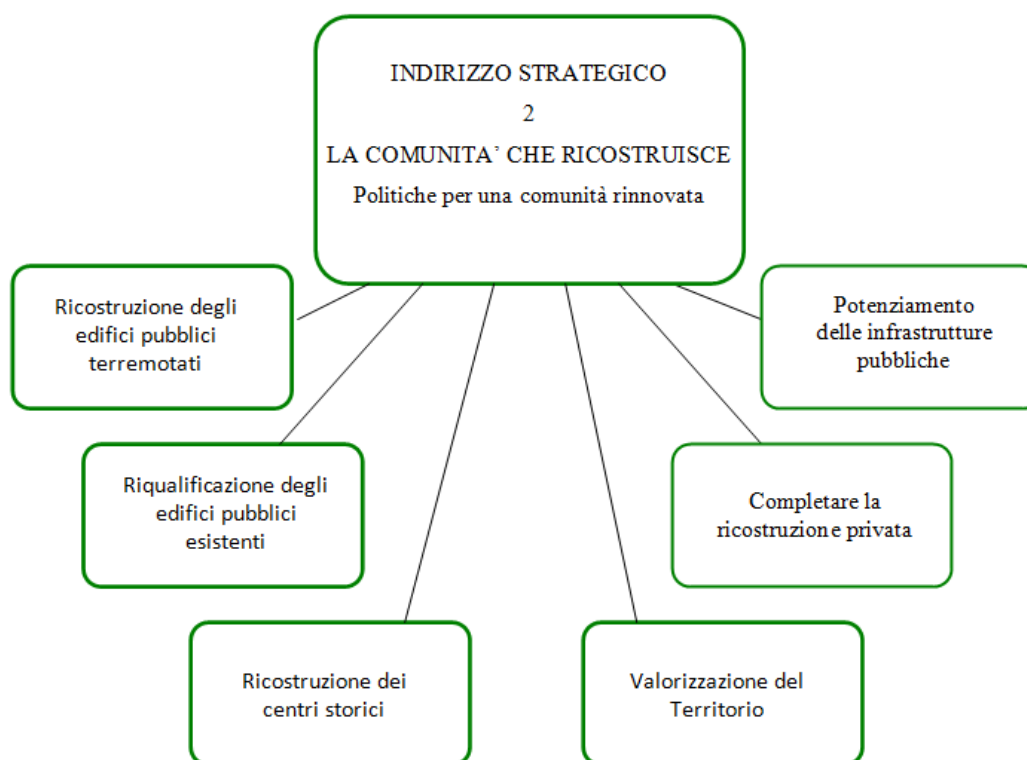 INDIRIZZO STRATEGICO
2
LA COMUNITA’ CHE RICOSTRUISCE
Politiche per una comunità rinnovata
Ricostruzione degli
edifici pubblici
terremotati
Potenziamento
delle infrastrutture
pubbliche
Riqualificazione degli
edifici pubblici
esistenti
Completare la
ricostruzione privata
Ricostruzione dei
centri storici
Valorizzazione del
Territorio